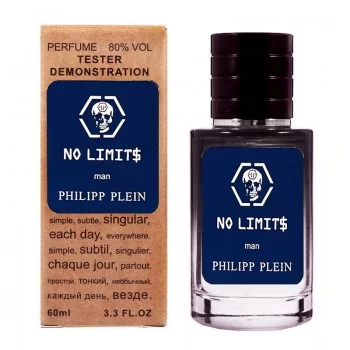 PERFUME 80% VOL
TESTER
DEMONSTRATION
NO LIMIT$
man
PHILIPP PLEIN
simple, subtle, singular,
each day, everywhere.
simple, subtil, singulier,
chaque jour, partout.
простой, тонкий, необычный,
каждый день, везде.
60ml 3.3 FL.OZ
NO LIMIT$
man
PHILIPP PLEIN